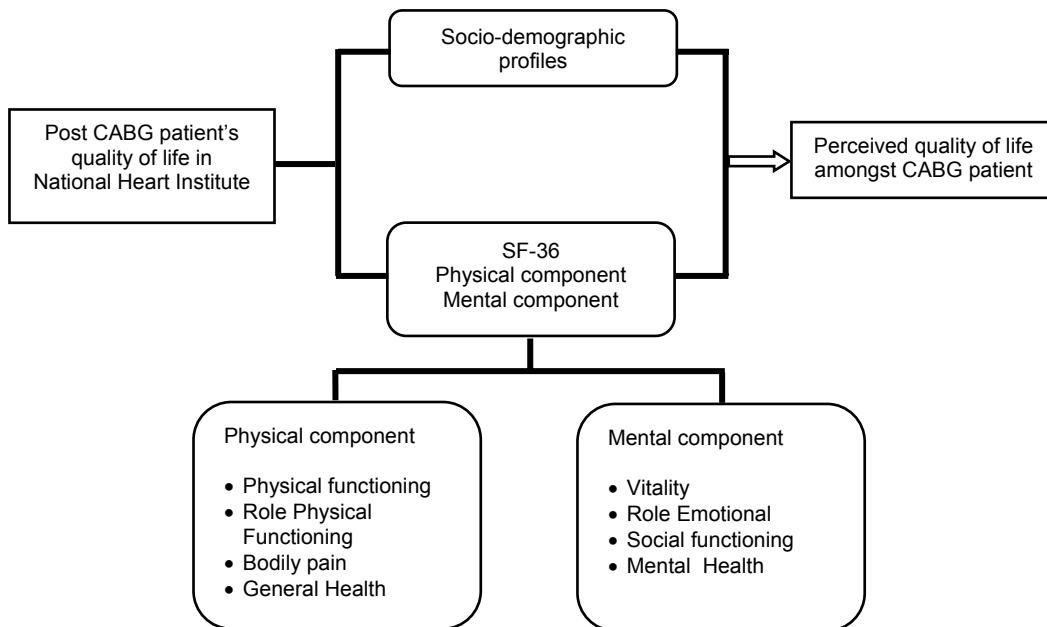 Socio-demographic
profiles
Post CABG patient’s
quality of life in
National Heart Institute
Perceived quality of life
amongst CABG patient
SF-36
Physical component
Mental component
Physical component
• Physical functioning
• Role Physical
Functioning
• Bodily pain
• General Health
Mental component
• Vitality
• Role Emotional
• Social functioning
• Mental  Health